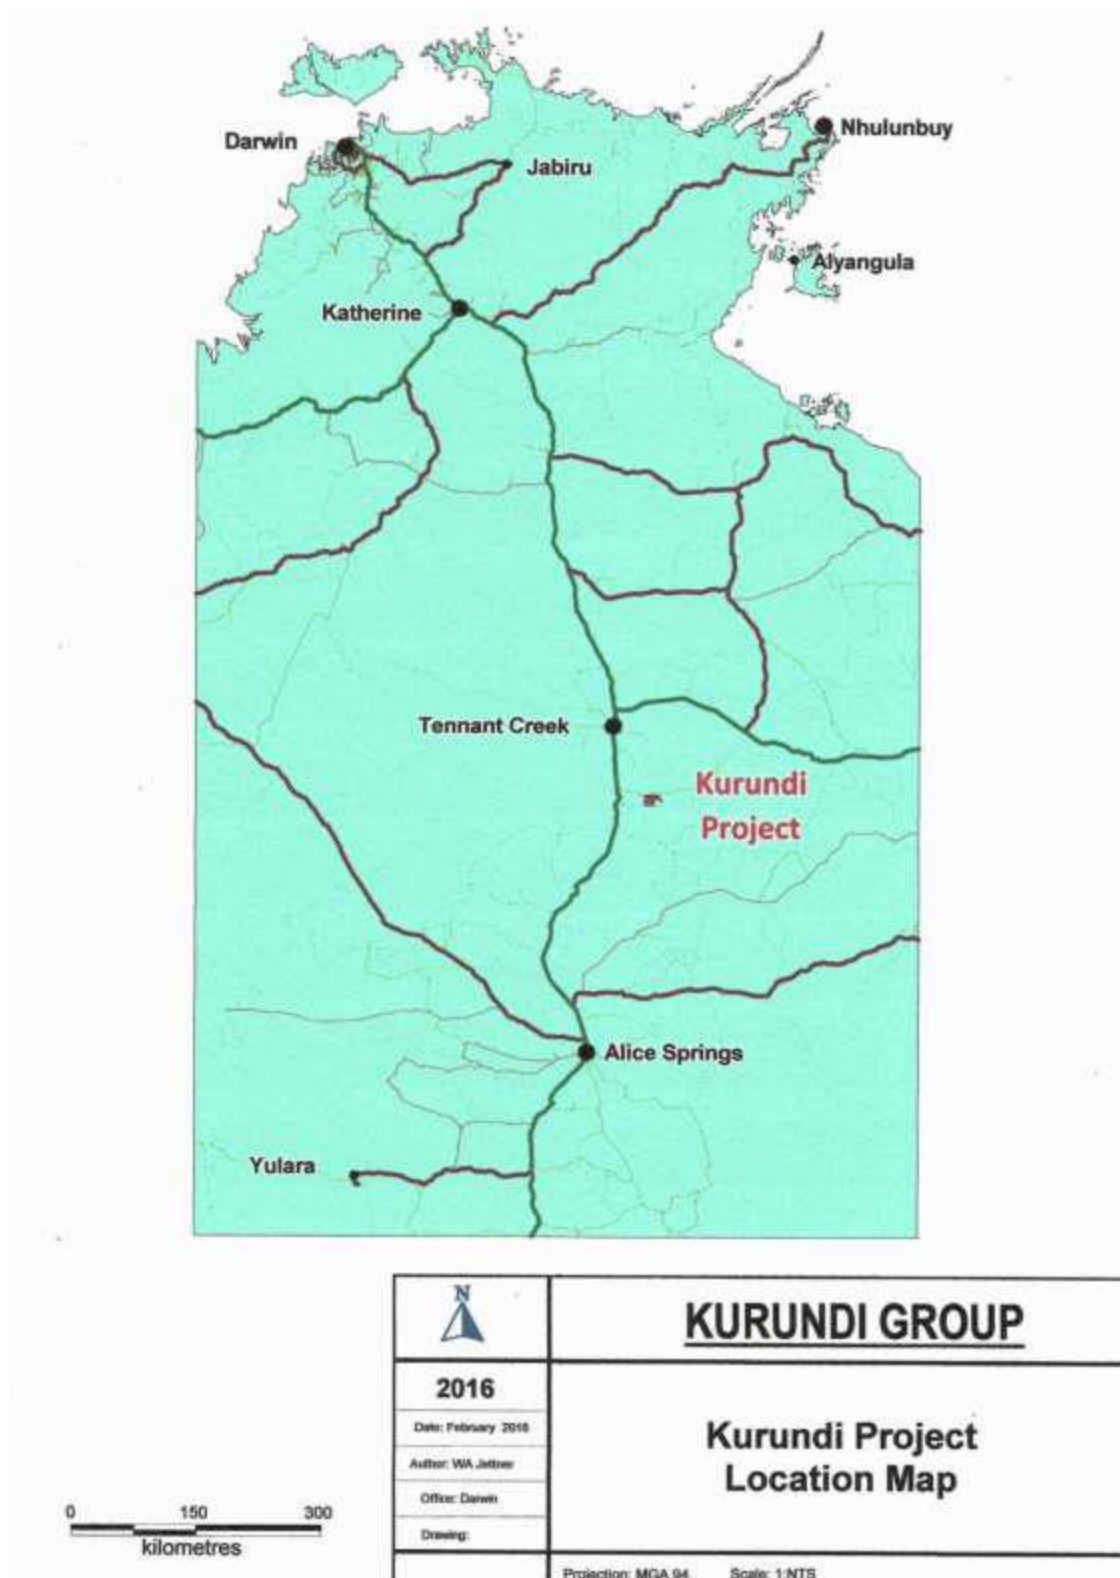 Darwin
Nhulunbuy
Jabiru
Alyangula
Katherine
Tennant Creek
Kurundi
Project
Alice Springs
Yulara
N
KURUNDI GROUP
2016
Date: February 2016
Author: WA Jettner
Office: Darwin
Drawing:
Kurundi Project
Location Map
0 150 300
kilometres
Projection: MGA 94 Scale: 1:NTS